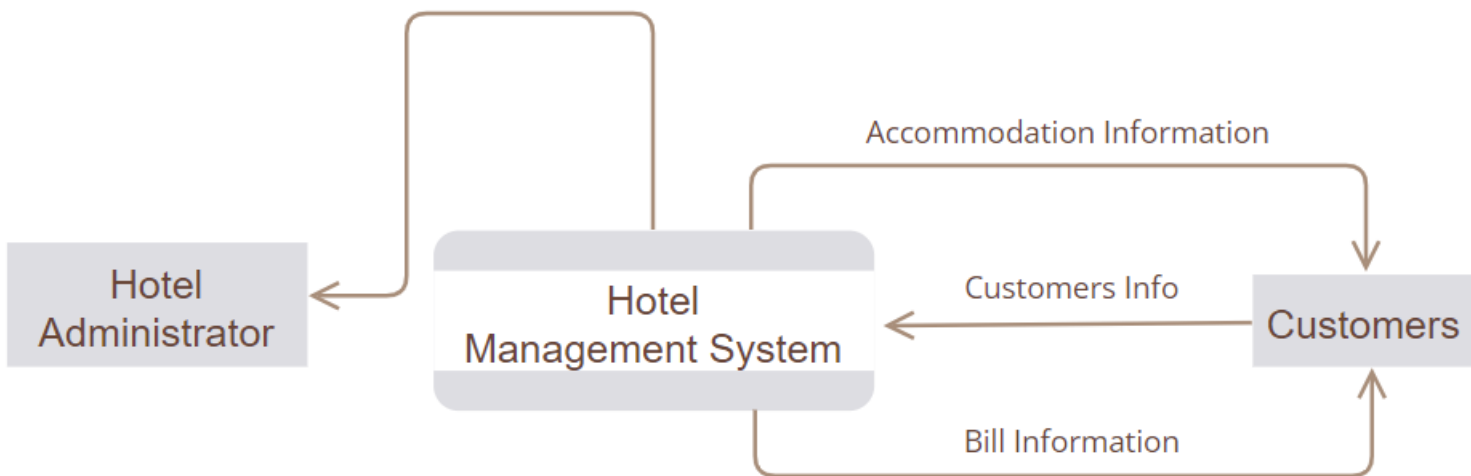 Accommodation Information
Hotel
Administrator
Hotel
Management System
Customers Info
Customers
Bill Information